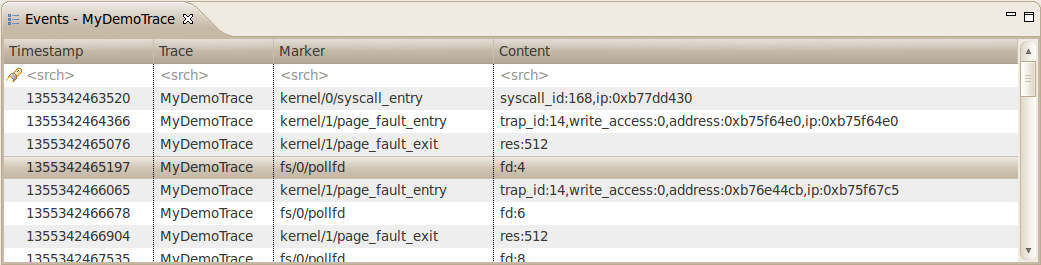 Events - MyDemoTrace
Timestamp Trace Marker Content
<srch> <srch> <srch> <srch>
1355342463520 MyDemoTrace kernel/0/syscall_entry syscall_id:168,ip:0xb77dd430
1355342464366 MyDemoTrace kernel/1/page_fault_entry trap_id:14,write_access:0,address:0xb75f64e0,ip:0xb75f64e0
1355342465076 MyDemoTrace kernel/1/page_fault_exit res:512
1355342465197 MyDemoTrace fs/0/pollfd fd:4
1355342466065 MyDemoTrace kernel/1/page_fault_entry trap_id:14,write_access:0,address:0xb76e44cb,ip:0xb75f67c5
1355342466678 MyDemoTrace fs/0/pollfd fd:6
1355342466904 MyDemoTrace kernel/1/page_fault_exit res:512
1355342467535 MyDemoTrace fs/0/pollfd fd:8